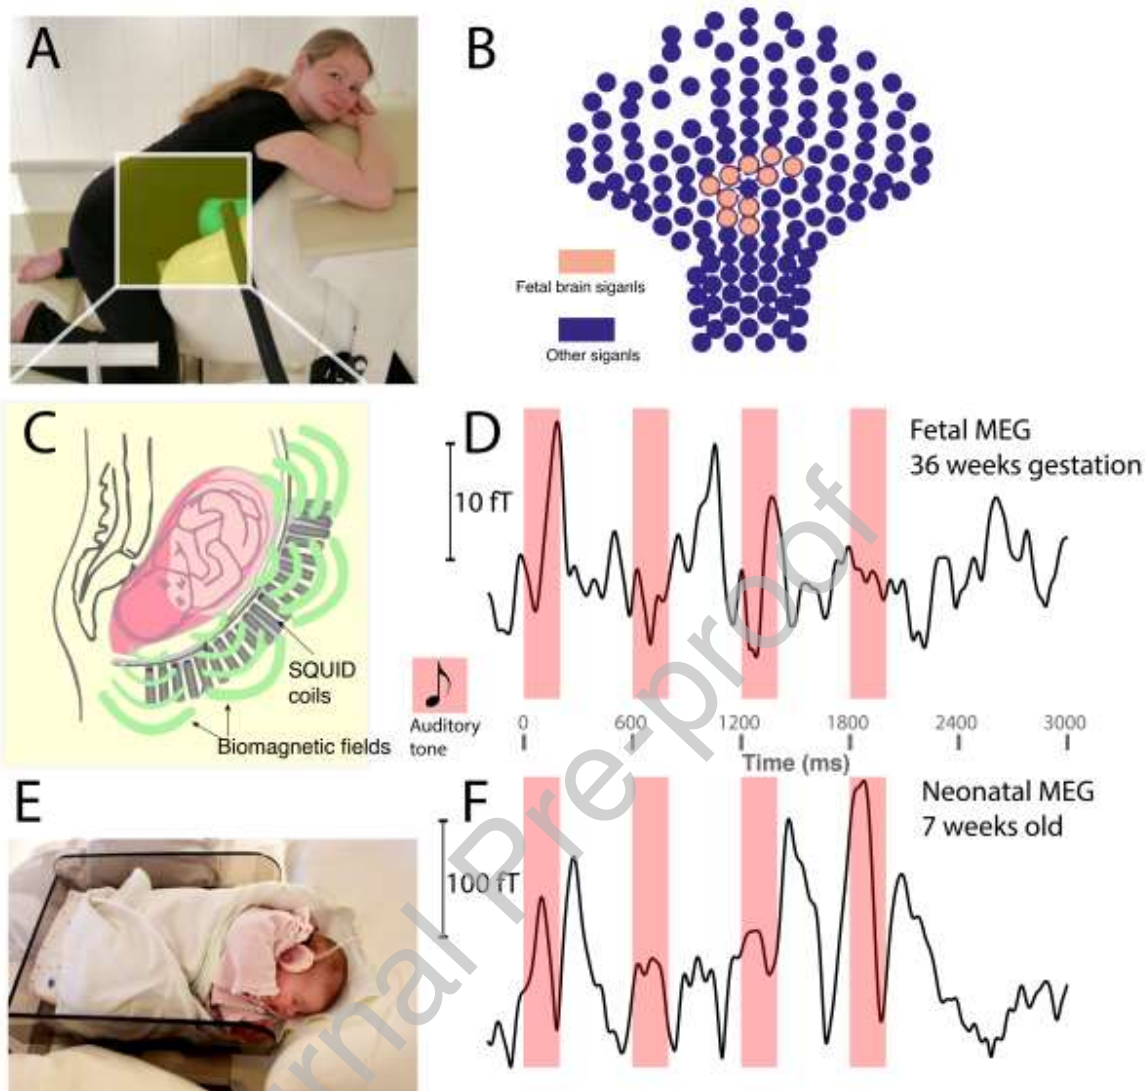 A
B
Fetal brain siganls
Other siganls
C
SQUID
coils
Biomagnetic fields
Auditory
tone
D
Fetal MEG
36 weeks gestation
10 fT
0 600 1200 1800 2400 3000
Time (ms)
E
F
Neonatal MEG
7 weeks old
100 fT
Journal Pre-proof